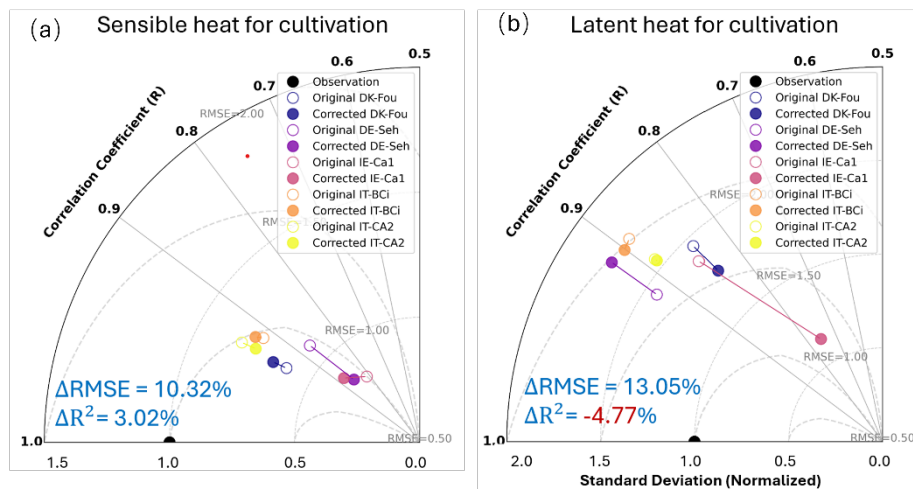 (a) Sensible heat for cultivation
0.5
0.6
0.7
0.8
0.9
1.0
Correlation Coefficient (R)
Observation
Original DK-Fou
Corrected DK-Fou
Original DE-Seh
Corrected DE-Seh
Original IE-Ca1
Corrected IE-Ca1
Original IT-BCi
Corrected IT-BCi
Original IT-CA2
Corrected IT-CA2
RMSE=2.00
RMSE=1.00
RMSE=0.50
ΔRMSE = 10.32%
ΔR²= 3.02%
1.5 1.0 0.5 0.0
(b) Latent heat for cultivation
0.5
0.6
0.7
0.8
0.9
1.0
Correlation Coefficient (R)
Observation
Original DK-Fou
Corrected DK-Fou
Original DE-Seh
Corrected DE-Seh
Original IE-Ca1
Corrected IE-Ca1
Original IT-BCi
Corrected IT-BCi
Original IT-CA2
Corrected IT-CA2
RMSE=1.50
RMSE=1.00
RMSE=0.50
ΔRMSE = 13.05%
ΔR²= -4.77%
2.0 1.5 1.0 0.5 0.0
Standard Deviation (Normalized)